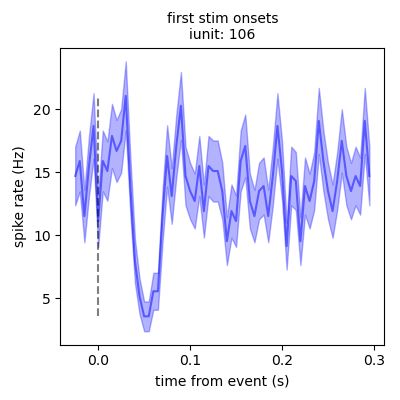 first stim onsets
iunit: 106
spike rate (Hz)
20
15
10
5
0.0 0.1 0.2 0.3
time from event (s)